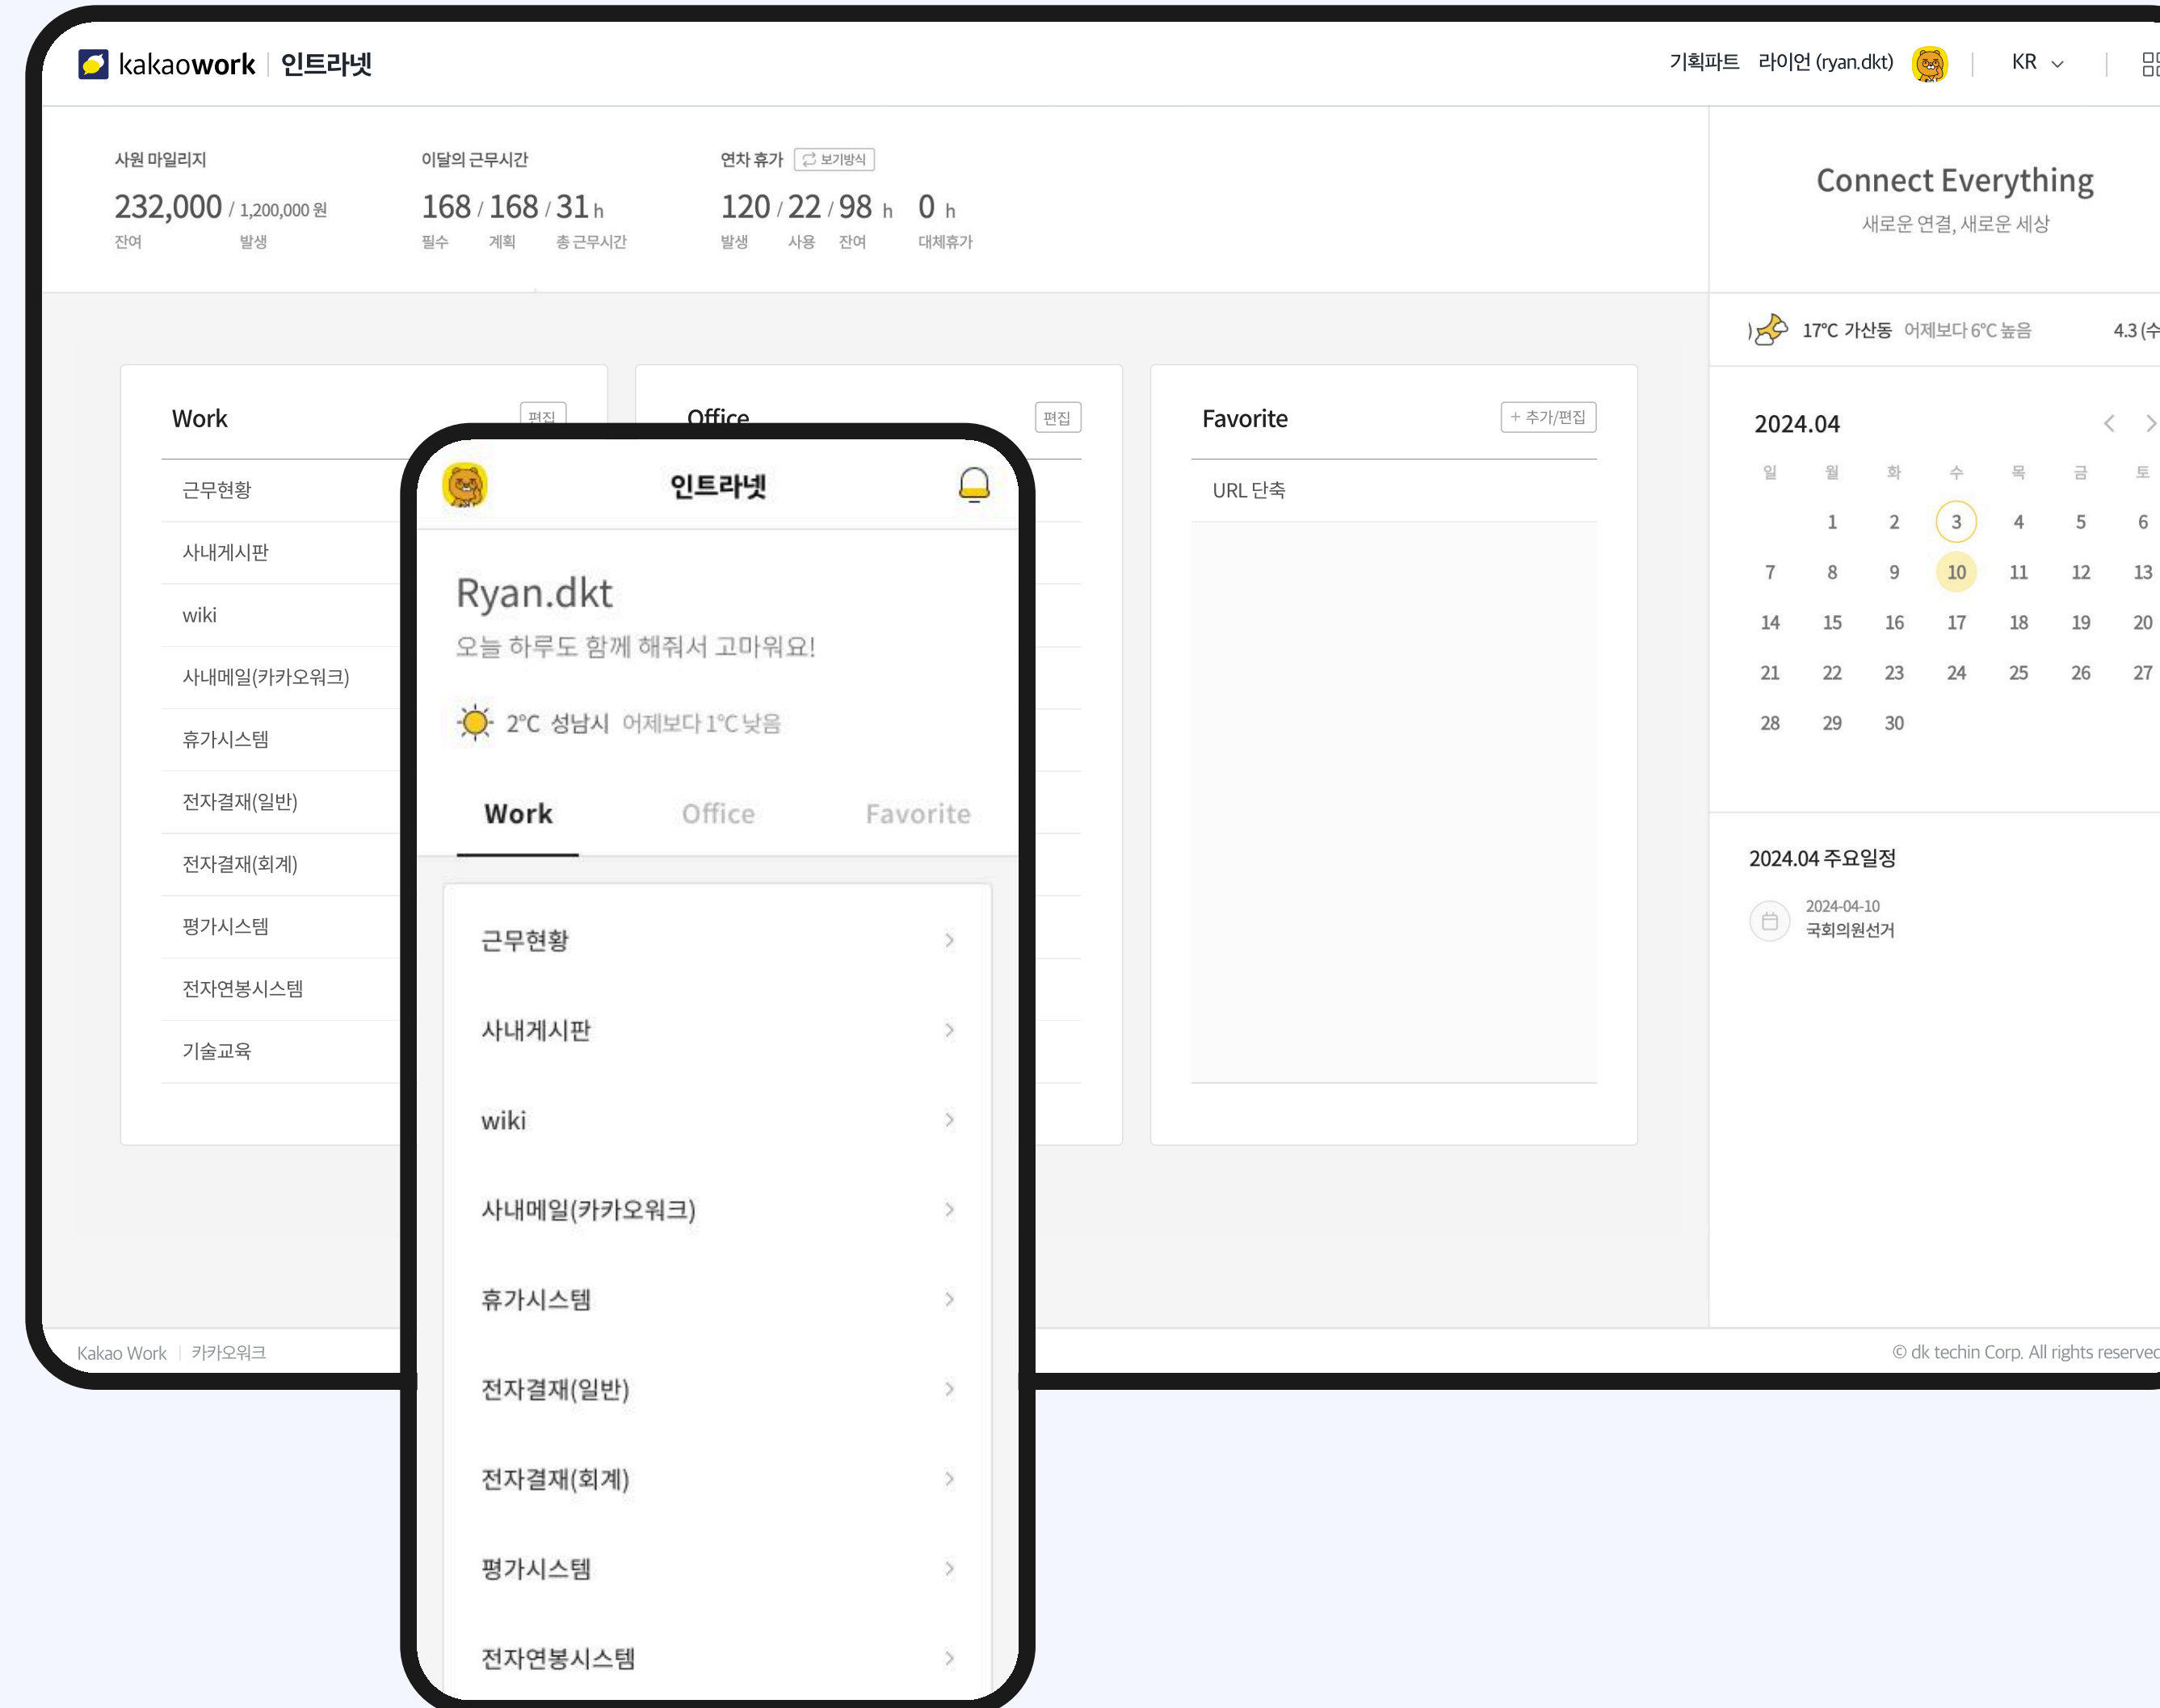 kakaowork 인트라넷
기획파트 라이언 (ryan.dkt) KR
사원 마일리지
232,000 / 1,200,000 원
잔여 발생
이달의 근무시간
168 / 168 / 31 h
필수 계획 총 근무시간
연차 휴가 보기방식
120 / 22 / 98 h 0 h
발생 사용 잔여 대체휴가
Connect Everything
새로운 연결, 새로운 세상
17°C 가산동 어제보다 6°C 높음 4.3 (수
Work 편집
근무현황
사내게시판
wiki
사내메일(카카오워크)
휴가시스템
전자결재(일반)
전자결재(회계)
평가시스템
전자연봉시스템
기술교육
Office 편집
Favorite + 추가/편집
URL 단축
2024.04
일 월 화 수 목 금 토
1 2 3 4 5 6
7 8 9 10 11 12 13
14 15 16 17 18 19 20
21 22 23 24 25 26 27
28 29 30
2024.04 주요일정
2024-04-10
국회의원선거
인트라넷
Ryan.dkt
오늘 하루도 함께 해줘서 고마워요!
2°C 성남시 어제보다 1°C 낮음
Work Office Favorite
근무현황
사내게시판
wiki
사내메일(카카오워크)
휴가시스템
전자결재(일반)
전자결재(회계)
평가시스템
전자연봉시스템
Kakao Work 카카오워크
© dk techin Corp. All rights reserved